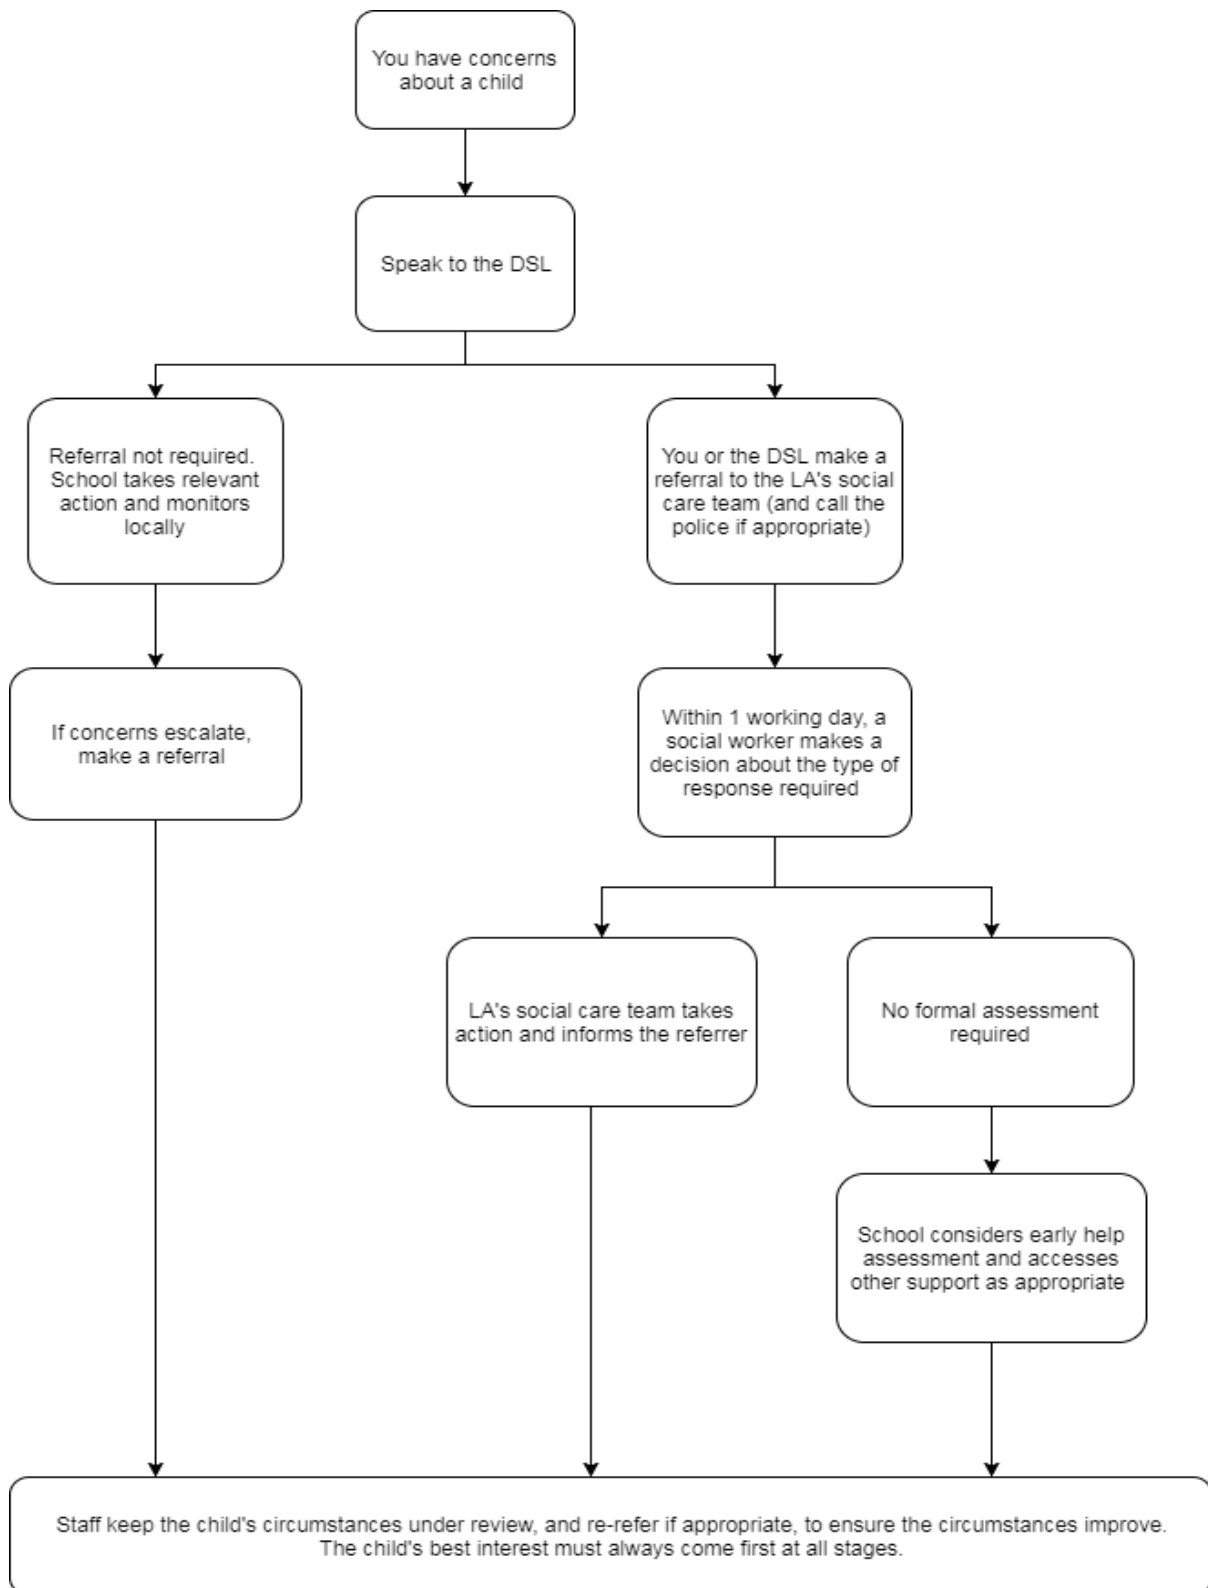 You have concerns
about a child
Speak to the DSL
Referral not required.
School takes relevant
action and monitors
locally
You or the DSL make a
referral to the LA's social
care team (and call the
police if appropriate)
If concerns escalate,
make a referral
Within 1 working day, a
social worker makes a
decision about the type of
response required
LA's social care team takes
action and informs the referrer
No formal assessment
required
School considers early help
assessment and accesses
other support as appropriate
Staff keep the child's circumstances under review, and re-refer if appropriate, to ensure the circumstances improve.
The child's best interest must always come first at all stages.